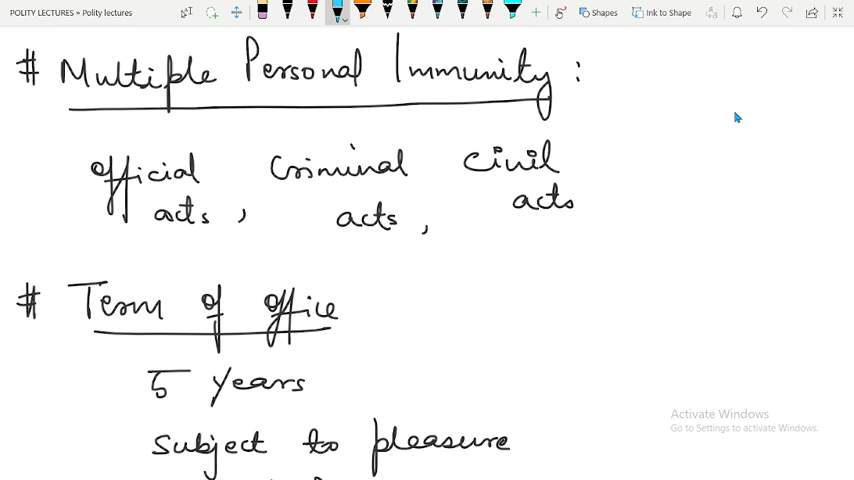 POLITY LECTURES » Polity lectures
Shapes
Ink to Shape
# Multiple Personal Immunity :
official criminal civil
acts, acts, acts
# Term of office
5 years
subject to pleasure
Activate Windows
Go to Settings to activate Windows.